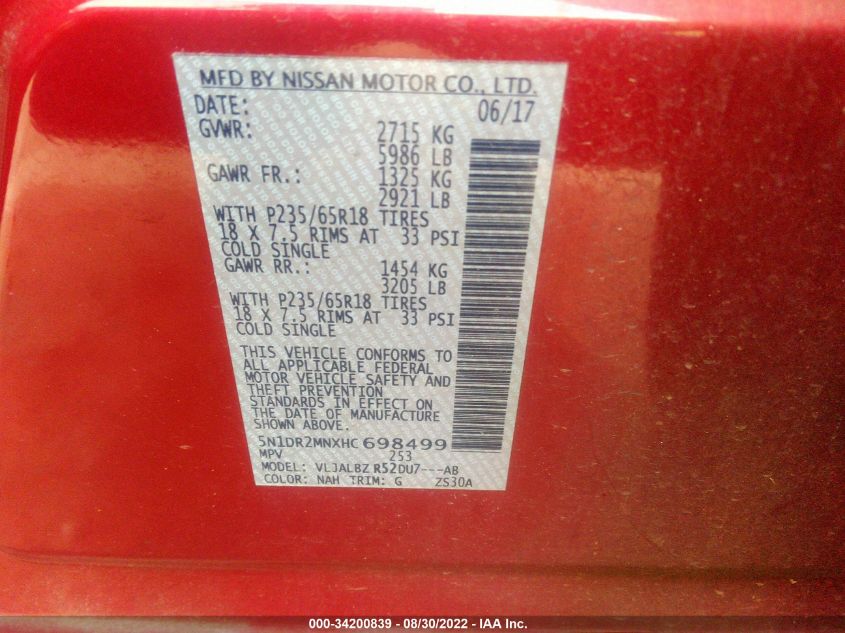 MFD BY NISSAN MOTOR CO., LTD.
DATE: 06/17
GVWR: 2715 KG
5986 LB
GAWR FR.: 1325 KG
2921 LB
WITH P235/65R18 TIRES
18 X 7.5 RIMS AT 33 PSI
COLD SINGLE
GAWR RR.: 1454 KG
3205 LB
WITH P235/65R18 TIRES
18 X 7.5 RIMS AT 33 PSI
COLD SINGLE
THIS VEHICLE CONFORMS TO
ALL APPLICABLE FEDERAL
MOTOR VEHICLE SAFETY AND
THEFT PREVENTION
STANDARDS IN EFFECT ON
THE DATE OF MANUFACTURE
SHOWN ABOVE.
5N1DR2MNXHC698499
MPV 253
MODEL: VLJALBZ R52DU7---AB
COLOR: NAH TRIM: G ZS30A
000-34200839 - 08/30/2022 - IAA Inc.